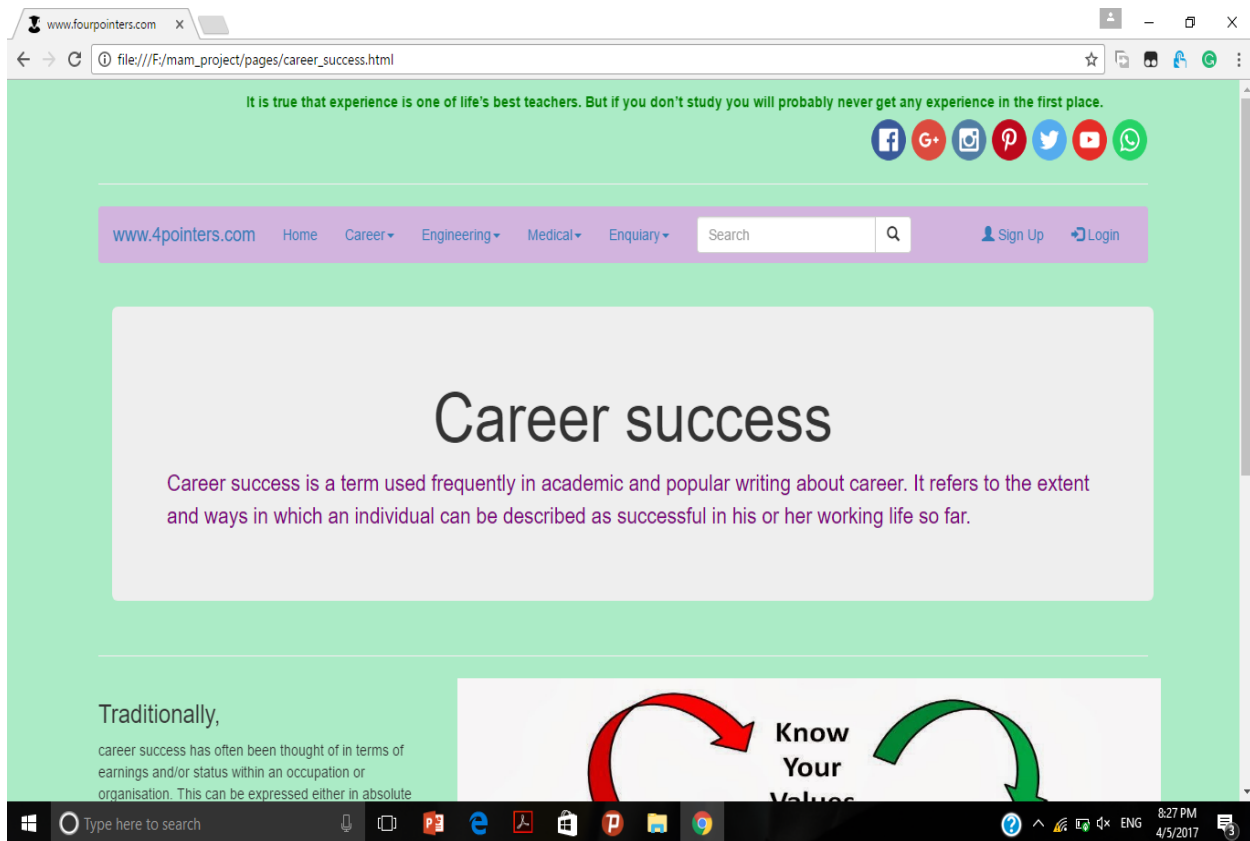 www.fourpointers.com
file:///F:/mam_project/pages/career_success.html
It is true that experience is one of life's best teachers. But if you don't study you will probably never get any experience in the first place.
G+
www.4pointers.com Home Career Engineering Medical Enquiary Search Sign Up Login
Career success
Career success is a term used frequently in academic and popular writing about career. It refers to the extent
and ways in which an individual can be described as successful in his or her working life so far.
Traditionally,
career success has often been thought of in terms of
earnings and/or status within an occupation or
organisation. This can be expressed either in absolute
Know
Your
Values
Type here to search
ENG
8:27 PM
4/5/2017
3